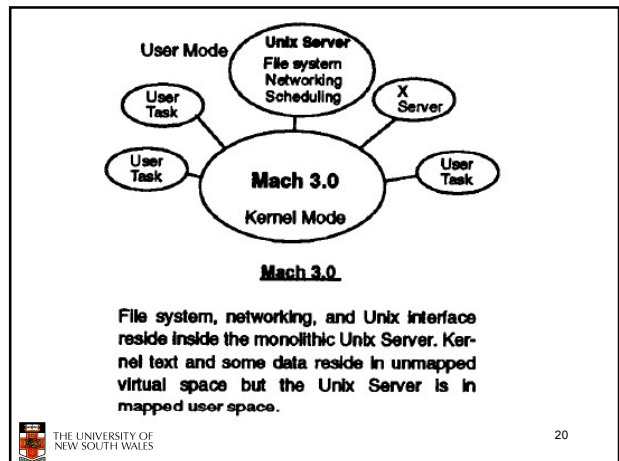 User Mode
Unix Server
File system
Networking
Scheduling
User
Task
X
Server
User
Task
User
Task
Mach 3.0
Kernel Mode
Mach 3.0
File system, networking, and Unix interface
reside inside the monolithic Unix Server. Ker-
nel text and some data reside in unmapped
virtual space but the Unix Server is in
mapped user space.
THE UNIVERSITY OF
NEW SOUTH WALES
20